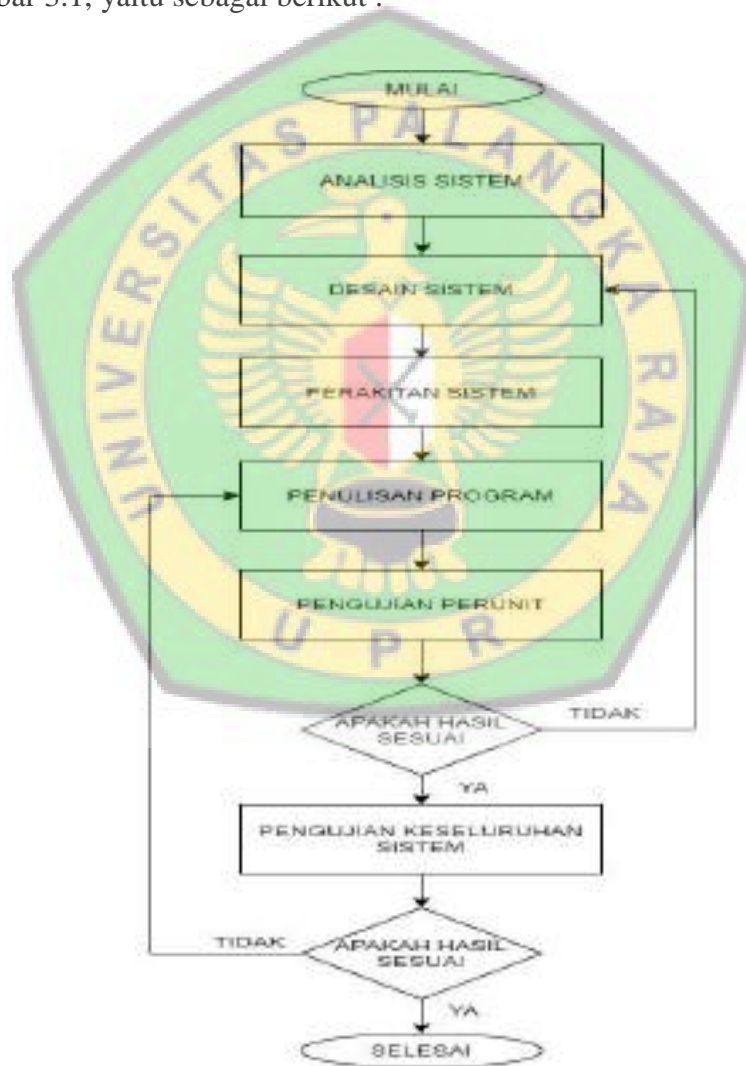 bar 3.1, yaitu sebagai berikut :
MULAI
UNIVERSITAS PALANGKA RAYA
ANALISIS SISTEM
DESAIN SISTEM
PERAKITAN SISTEM
PENULISAN PROGRAM
PENGUJIAN PERUNIT
UPR
APAKAH HASIL
SESUAI
TIDAK
YA
PENGUJIAN KESELURUHAN
SISTEM
TIDAK
APAKAH HASIL
SESUAI
YA
SELESAI